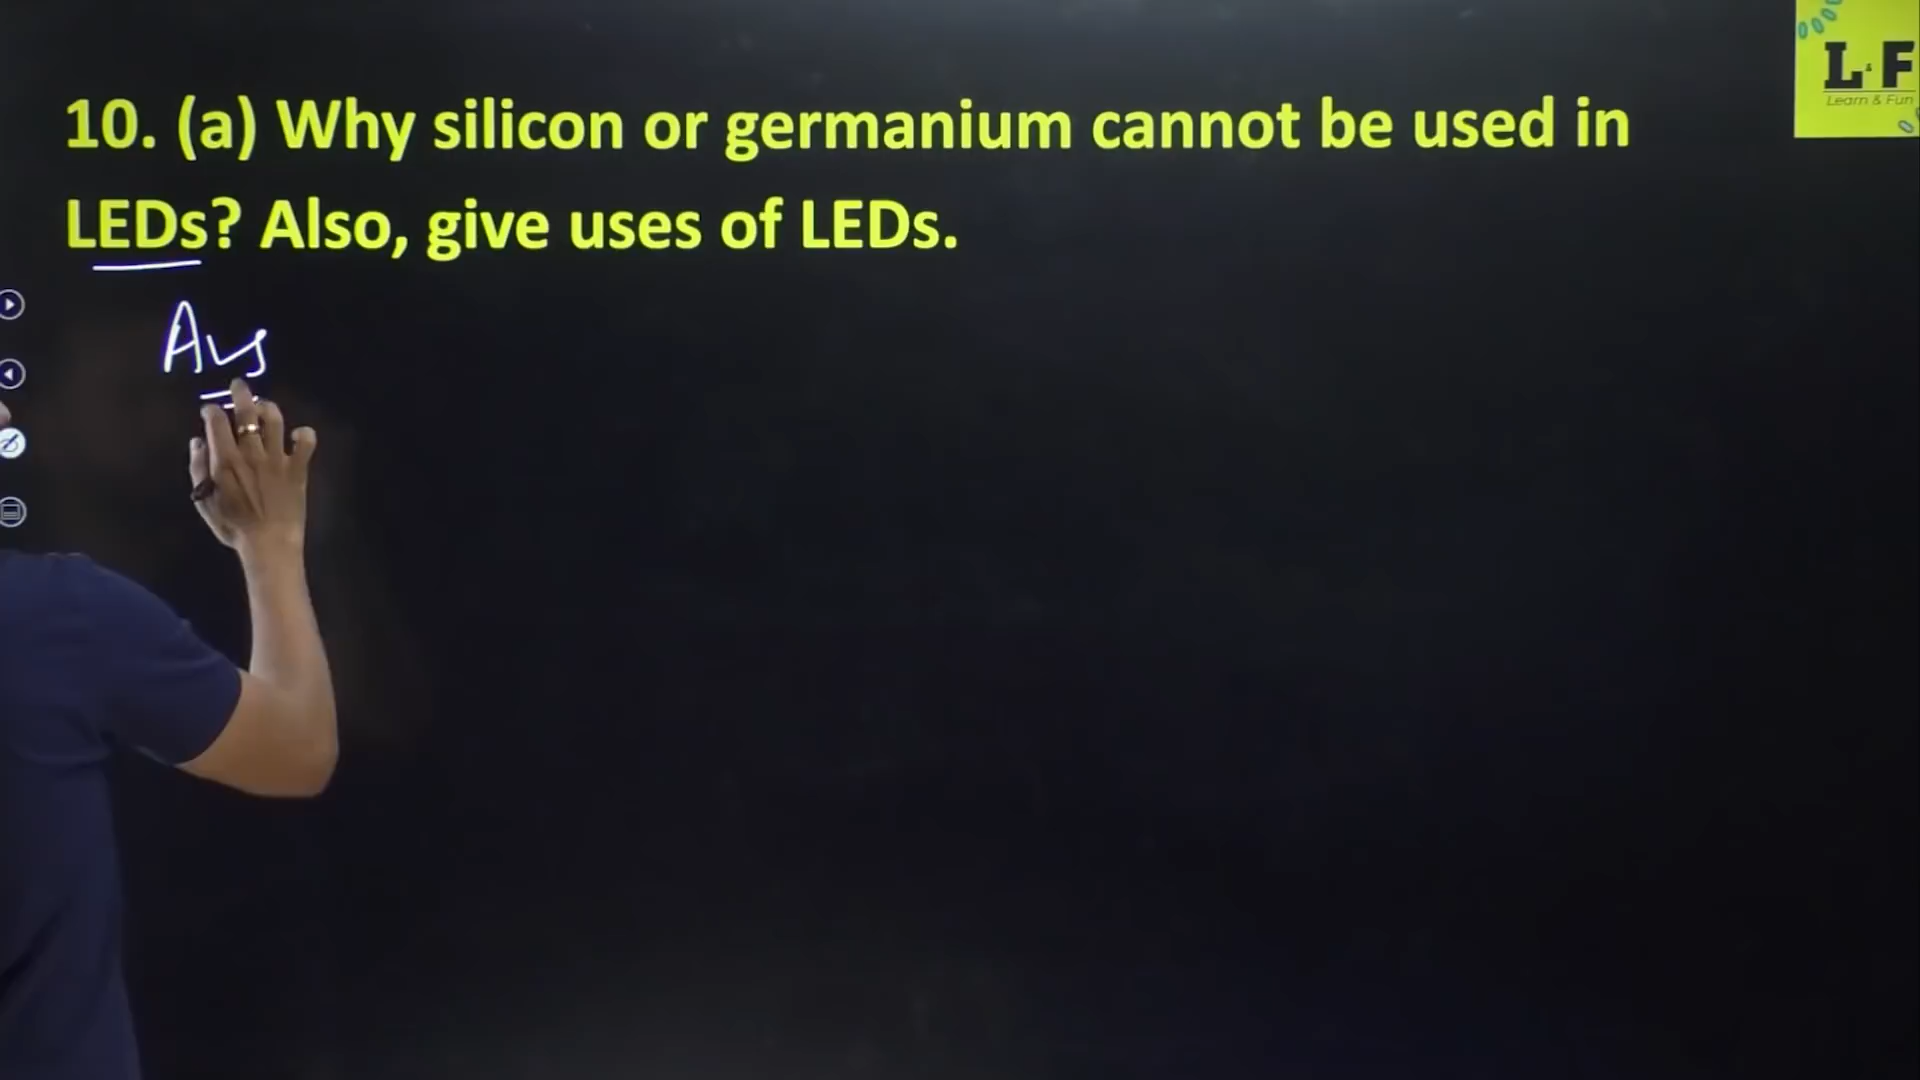 10. (a) Why silicon or germanium cannot be used in
LEDs? Also, give uses of LEDs.
Ans
L&F
Learn & Fun